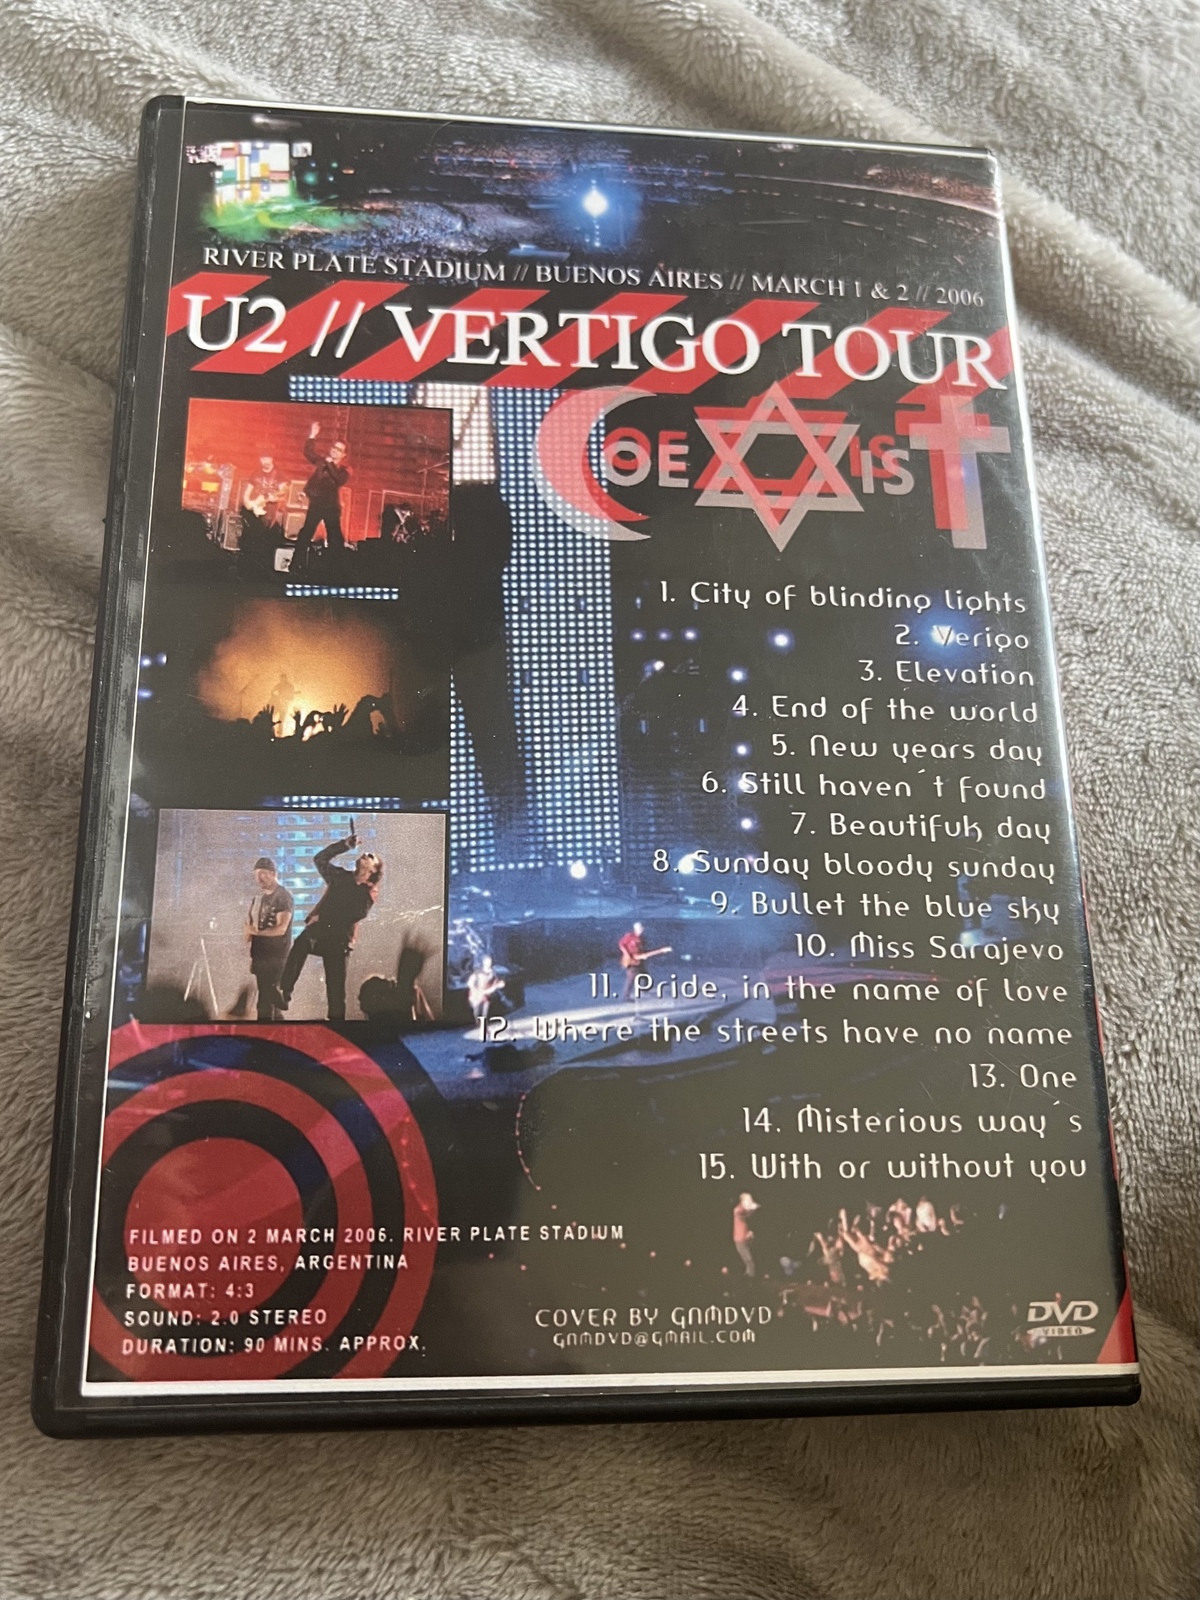 RIVER PLATE STADIUM // BUENOS AIRES // MARCH 1 & 2 // 2006
U2 // VERTIGO TOUR
COEXIST
1. City of blinding lights
2. Verigo
3. Elevation
4. End of the world
5. New years day
6. Still haven´t found
7. Beautifuk day
8. Sunday bloody sunday
9. Bullet the blue sky
10. Miss Sarajevo
11. Pride, in the name of love
12. Where the streets have no name
13. One
14. Misterious way´s
15. With or without you
FILMED ON 2 MARCH 2006. RIVER PLATE STADIUM
BUENOS AIRES, ARGENTINA
FORMAT: 4:3
SOUND: 2.0 STEREO
DURATION: 90 MINS. APPROX.
COVER BY GNMDVD
GNMDVD@GMAIL.COM
DVD
VIDEO